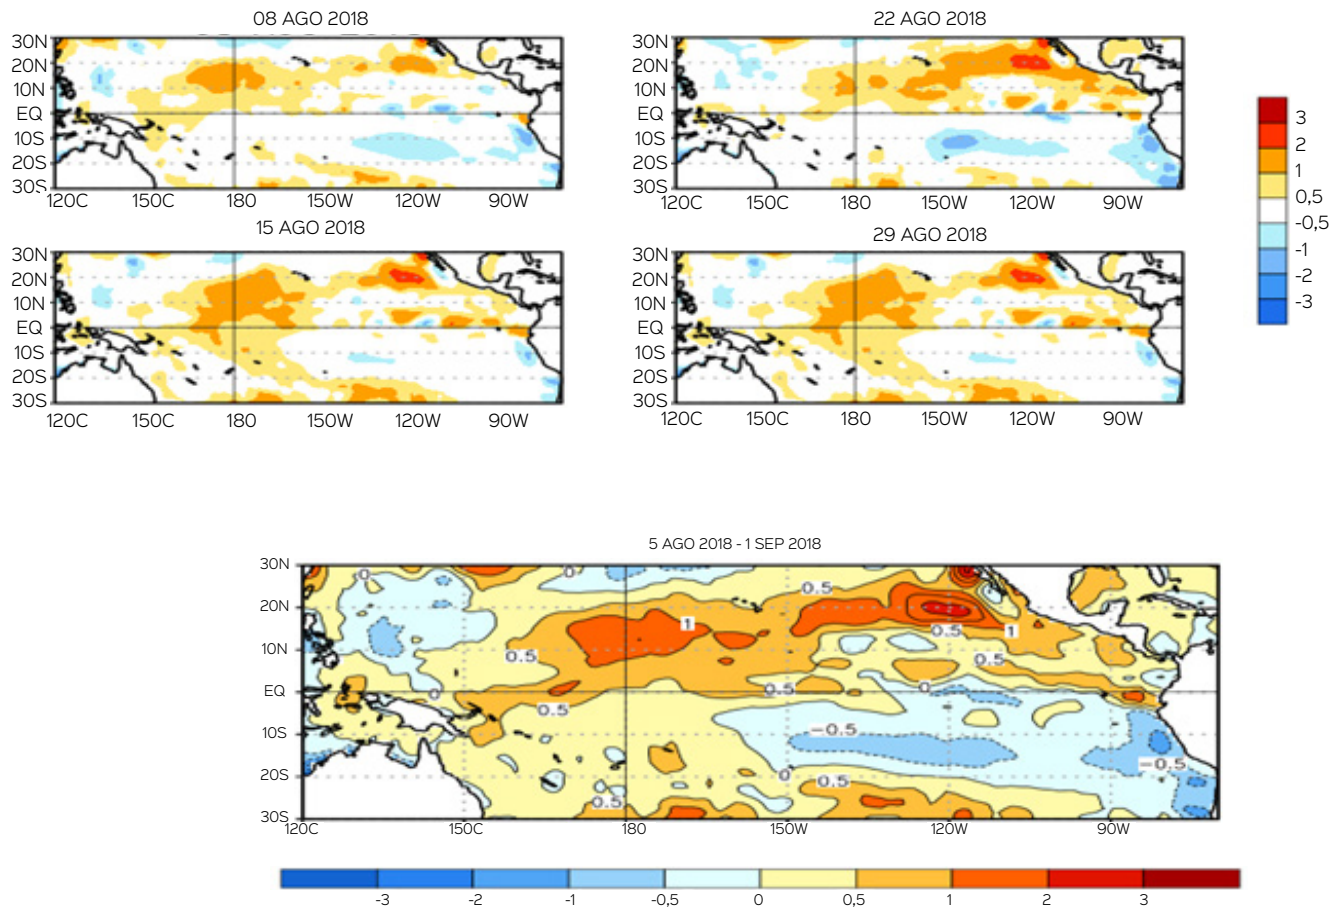 08 AGO 2018
30N
20N
10N
EQ
10S
20S
30S
120C 150C 180 150W 120W 90W
22 AGO 2018
30N
20N
10N
EQ
10S
20S
30S
120C 150C 180 150W 120W 90W
15 AGO 2018
30N
20N
10N
EQ
10S
20S
30S
120C 150C 180 150W 120W 90W
29 AGO 2018
30N
20N
10N
EQ
10S
20S
30S
120C 150C 180 150W 120W 90W
3
2
1
0,5
-0,5
-1
-2
-3
5 AGO 2018 - 1 SEP 2018
30N
20N
10N
EQ
10S
20S
30S
0 0 0.5
1 0.5 1
0.5 0.5
0 0.5 0
0.5 -0.5
-0.5
0 0.5
0.5
120C 150C 180 150W 120W 90W
-3 -2 -1 -0,5 0 0,5 1 2 3